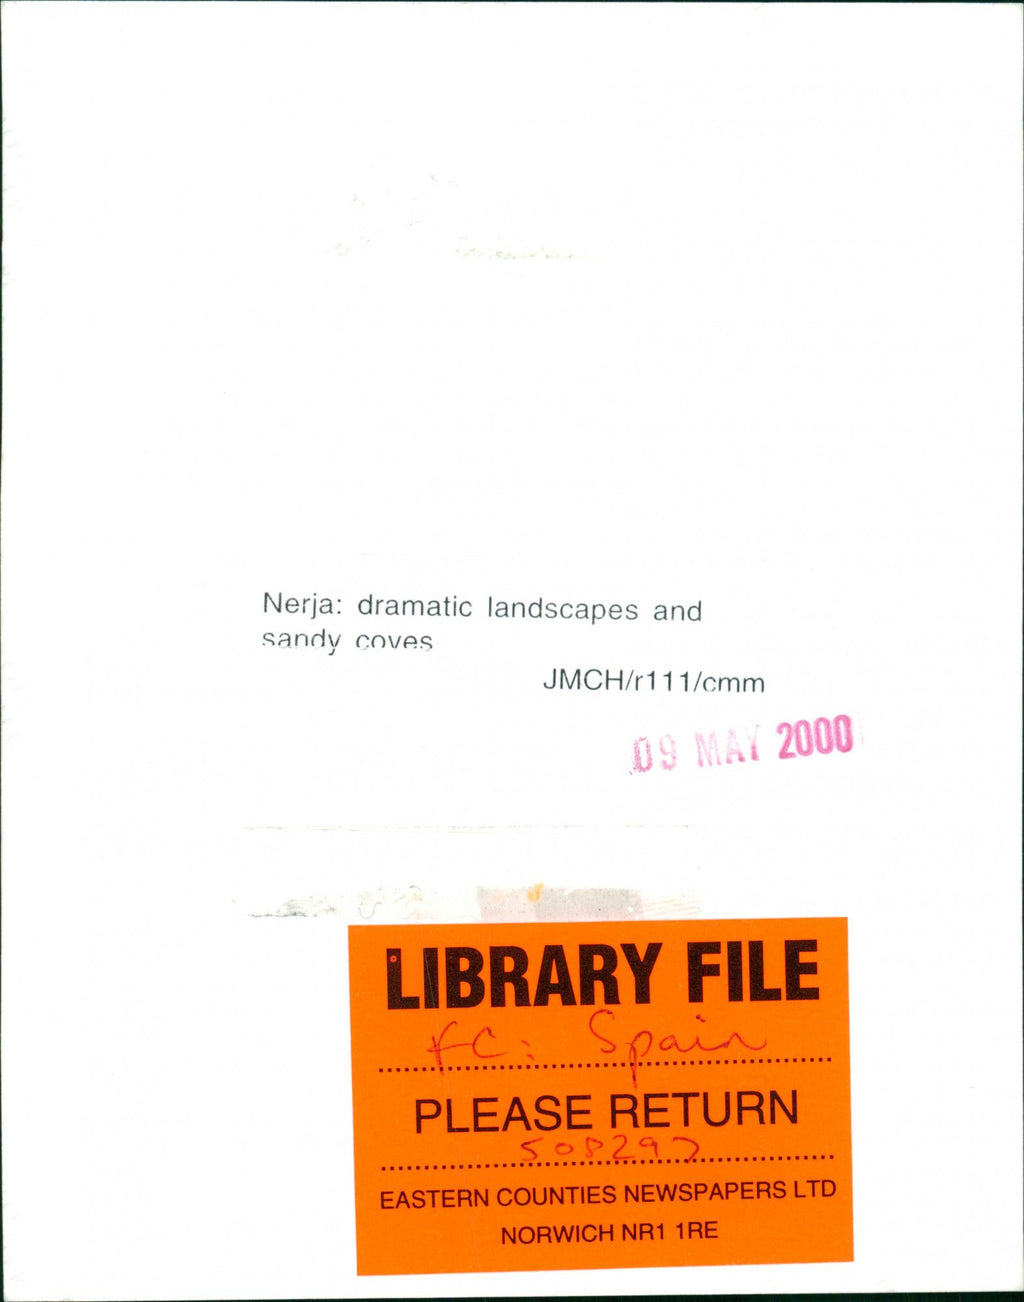 Nerja: dramatic landscapes and
sandy coves
JMCH/r111/cmm
09 MAY 2000
LIBRARY FILE
FC: Spain
PLEASE RETURN
508297
EASTERN COUNTIES NEWSPAPERS LTD
NORWICH NR1 1RE